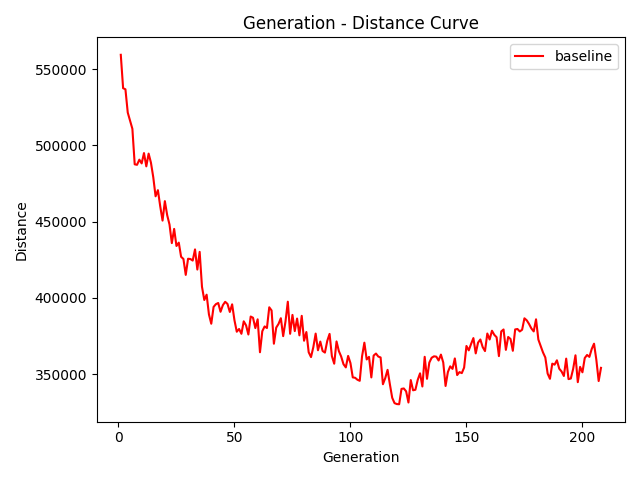 Generation - Distance Curve
baseline
Distance
550000
500000
450000
400000
350000
0 50 100 150 200
Generation